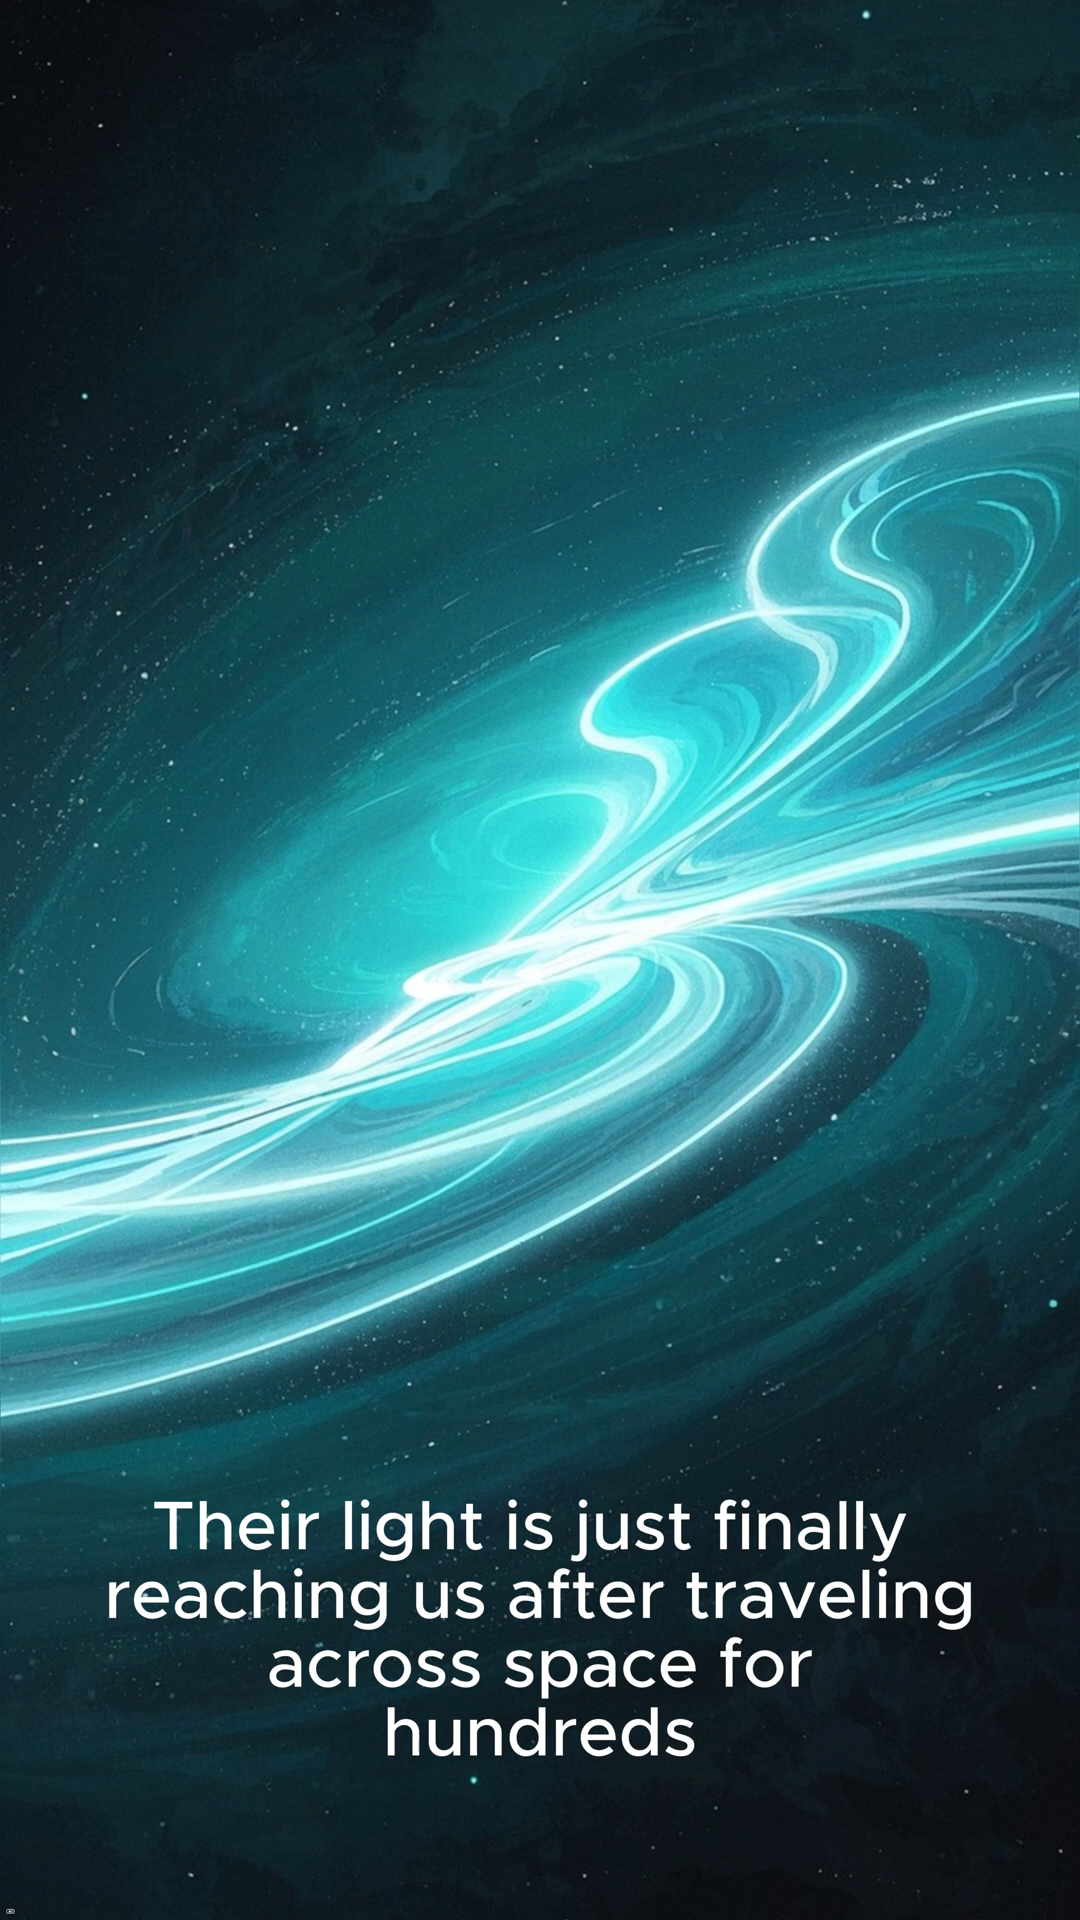 Their light is just finally
reaching us after traveling
across space for
hundreds